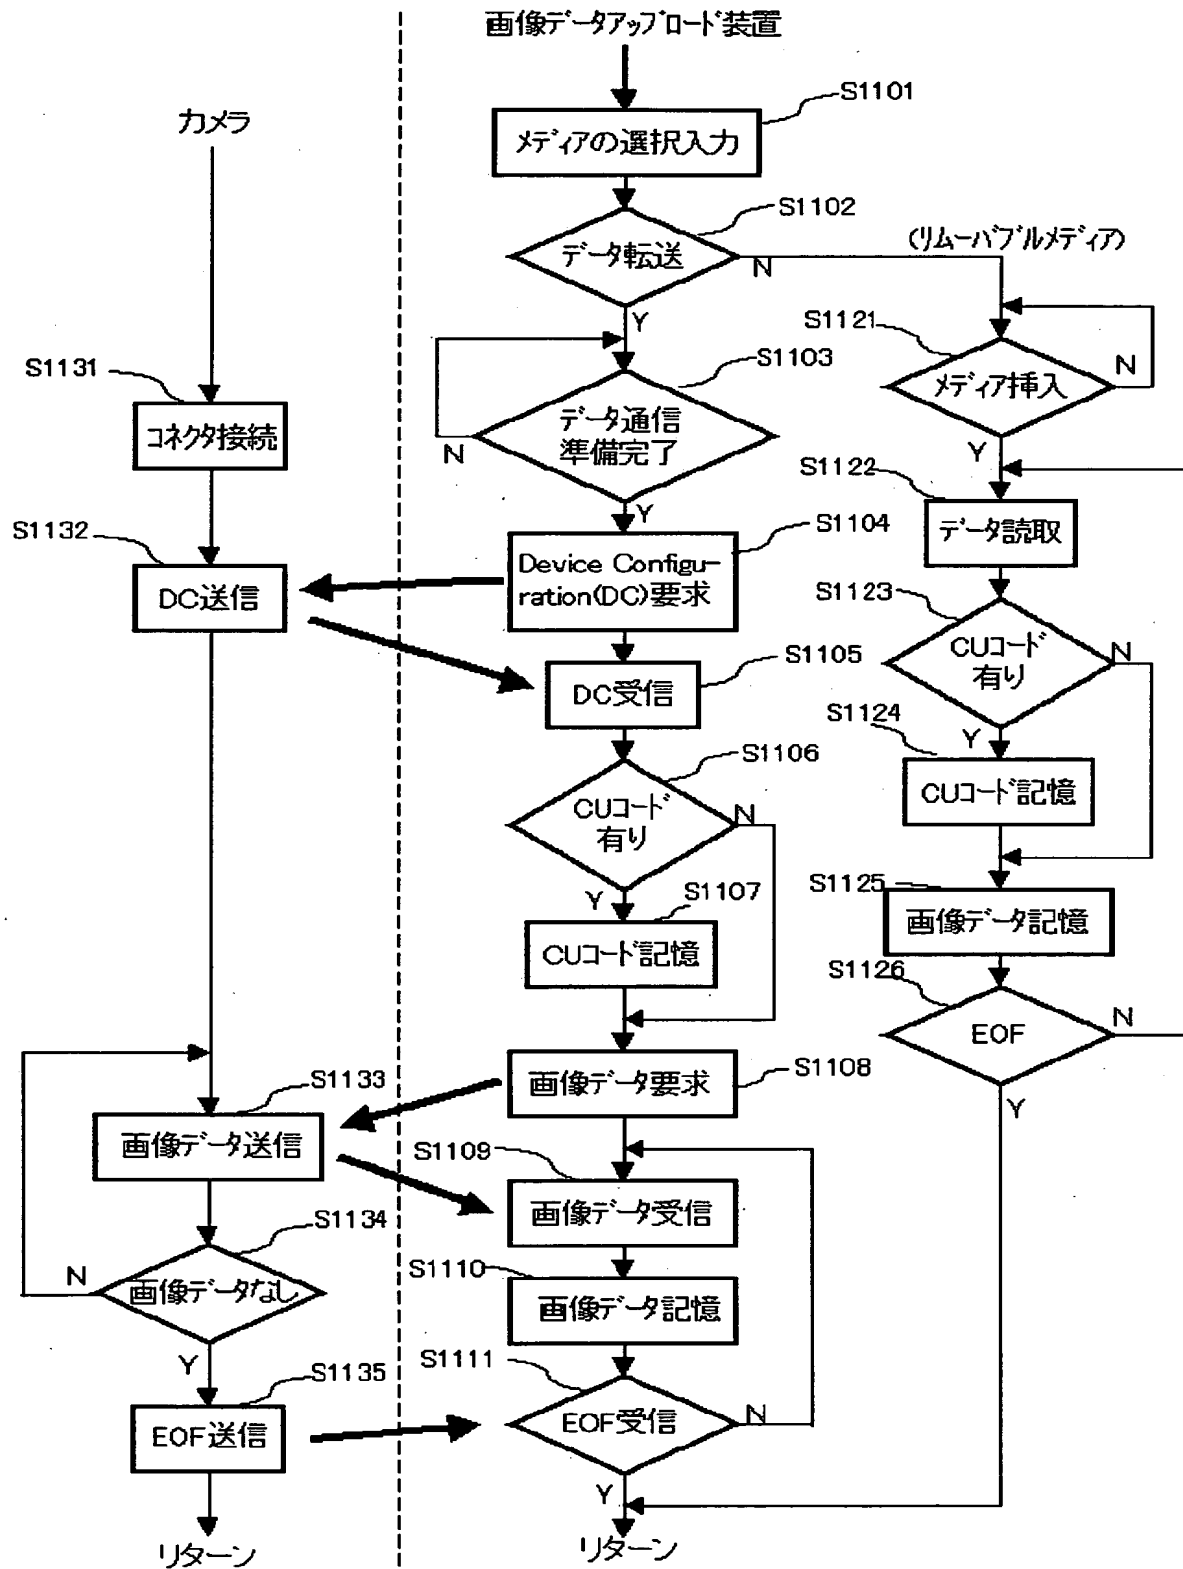 画像データアップロード装置
S1101
カメラ
メディアの選択入力
S1102
データ転送
N
(リムーバブルメディア)
Y
S1121
S1103
メディア挿入
N
S1131
コネクタ接続
データ通信
準備完了
N
Y
Y
S1122
データ読取
S1132
S1104
DC送信
Device Configu-
ration(DC)要求
S1123
CUコード
有り
N
S1105
DC受信
Y
S1124
CUコード記憶
S1106
CUコード
有り
N
Y
S1107
CUコード記憶
S1125
画像データ記憶
S1126
EOF
N
Y
S1108
画像データ要求
S1133
画像データ送信
S1109
画像データ受信
S1134
画像データなし
N
Y
S1110
画像データ記憶
S1135
EOF送信
S1111
EOF受信
N
Y
リターン
リターン